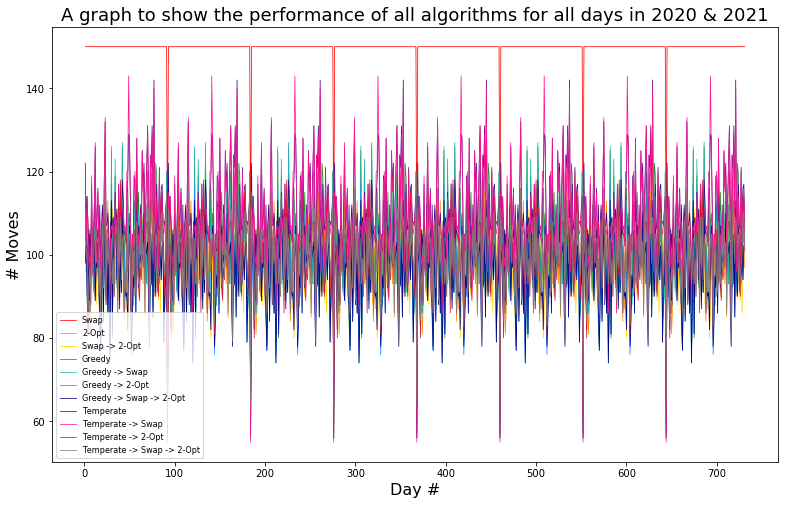 A graph to show the performance of all algorithms for all days in 2020 & 2021
# Moves
140
120
100
80
60
Swap
2-Opt
Swap -> 2-Opt
Greedy
Greedy -> Swap
Greedy -> 2-Opt
Greedy -> Swap -> 2-Opt
Temperate
Temperate -> Swap
Temperate -> 2-Opt
Temperate -> Swap -> 2-Opt
0 100 200 300 400 500 600 700
Day #